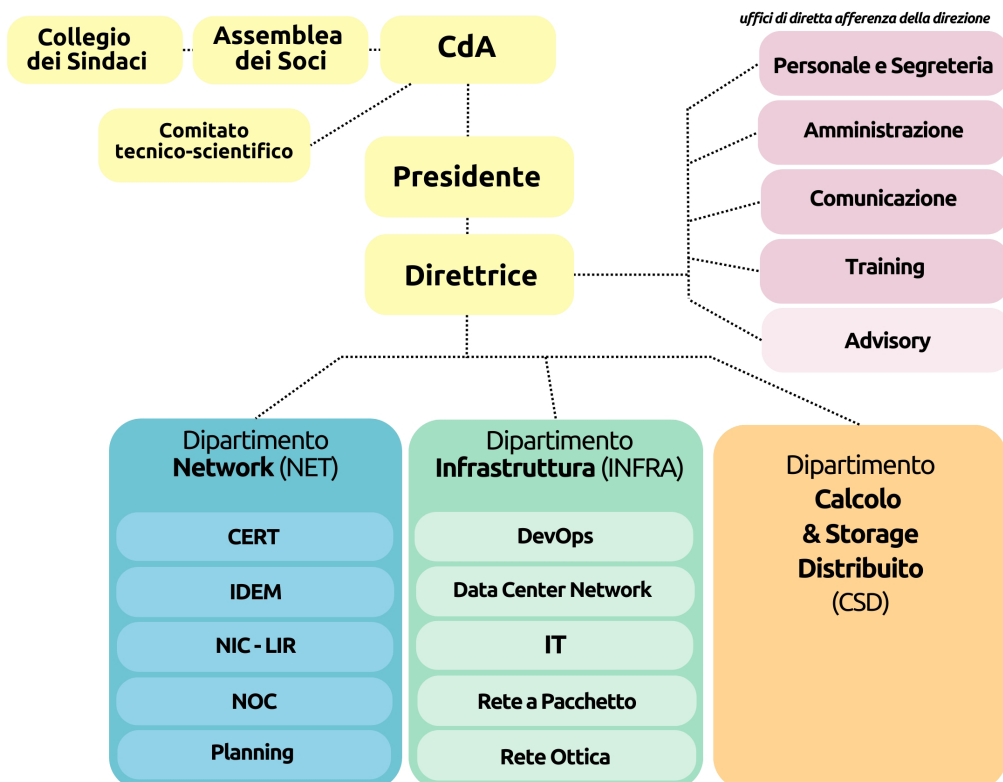 uffici di diretta afferenza della direzione
Collegio
dei Sindaci
Assemblea
dei Soci
CdA
Personale e Segreteria
Comitato
tecnico-scientifico
Amministrazione
Presidente
Comunicazione
Direttrice
Training
Advisory
Dipartimento
Network (NET)
CERT
IDEM
NIC - LIR
NOC
Planning
Dipartimento
Infrastruttura (INFRA)
DevOps
Data Center Network
IT
Rete a Pacchetto
Rete Ottica
Dipartimento
Calcolo
& Storage
Distribuito
(CSD)